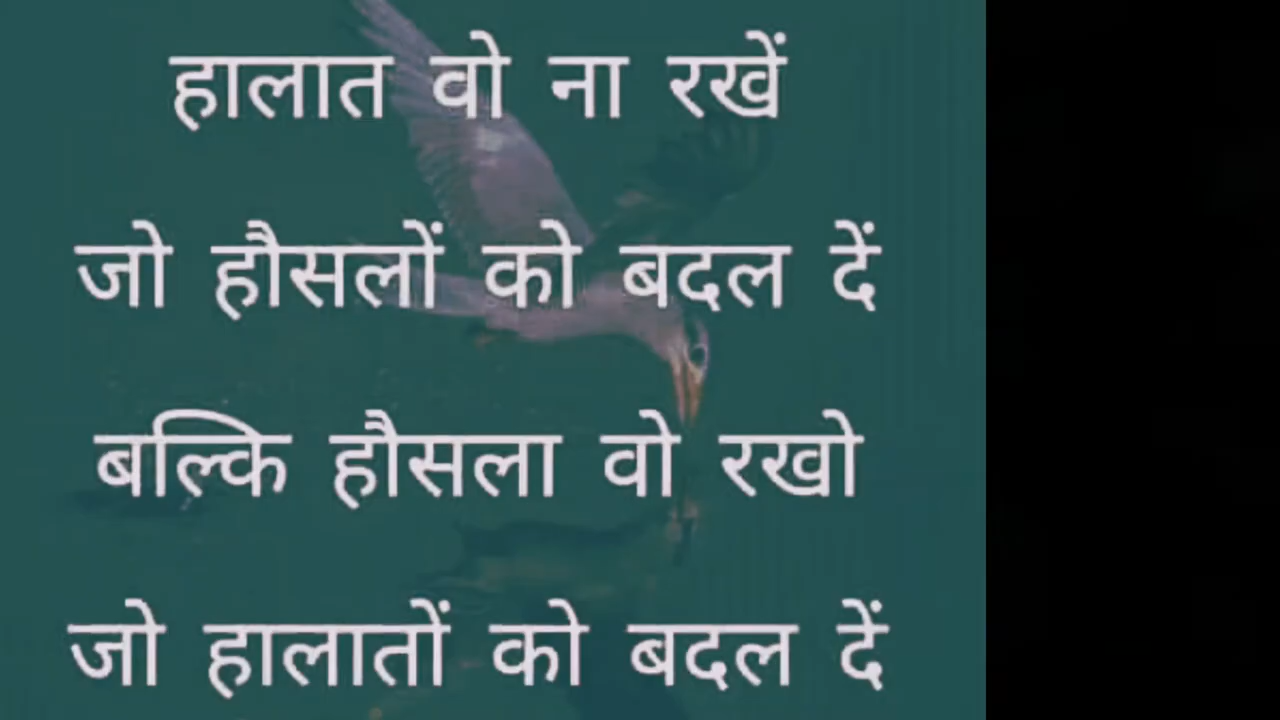 हालात वो ना रखें
जो हौसलों को बदल दें
बल्कि हौसला वो रखो
जो हालातों को बदल दें